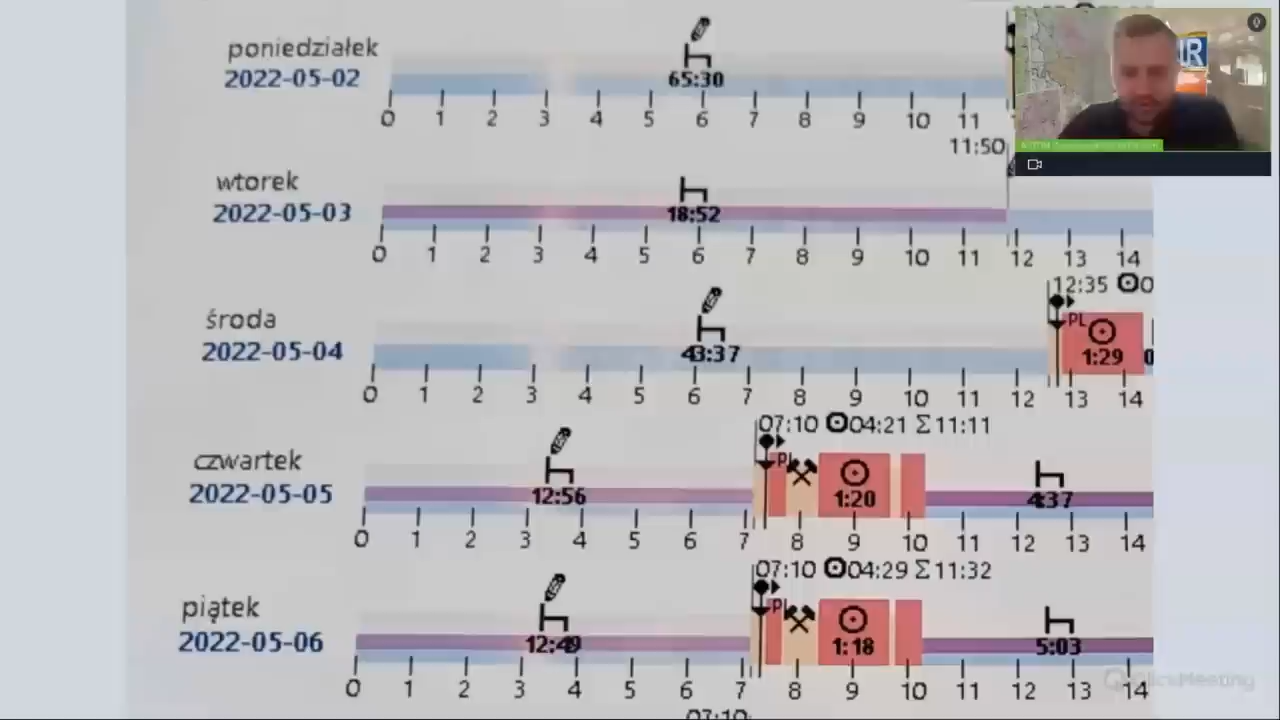 poniedziałek
2022-05-02
65:30
0 1 2 3 4 5 6 7 8 9 10 11
11:50
wtorek
2022-05-03
18:52
0 1 2 3 4 5 6 7 8 9 10 11 12 13 14
12:35
środa
2022-05-04
43:37
PL
1:29
0 1 2 3 4 5 6 7 8 9 10 11 12 13 14
07:10 04:21 Σ11:11
czwartek
2022-05-05
12:56
PL
1:20
4:37
0 1 2 3 4 5 6 7 8 9 10 11 12 13 14
07:10 04:29 Σ11:32
piątek
2022-05-06
12:49
PL
1:18
5:03
0 1 2 3 4 5 6 7 8 9 10 11 12 13 14
07:10
ClickMeeting